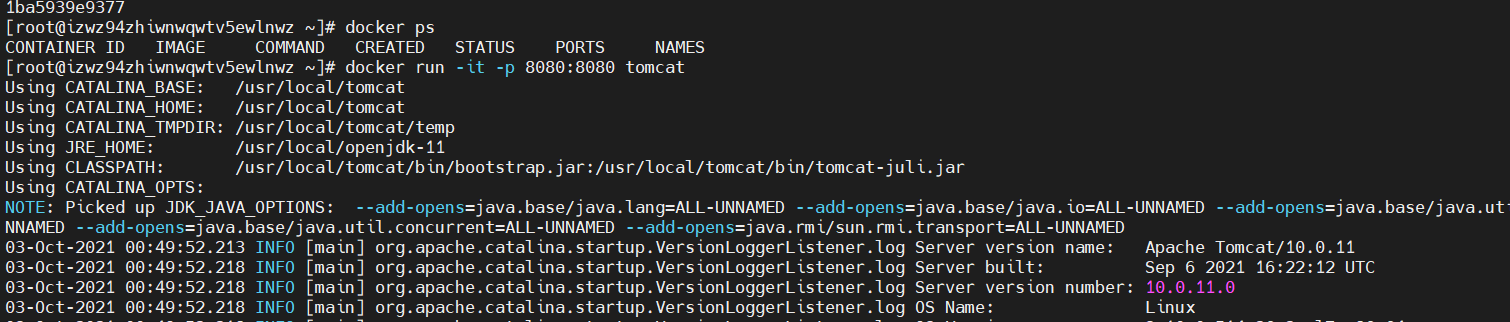 1ba5939e9377
[root@izwz94zhiwnwqwtv5ewlnwz ~]# docker ps
CONTAINER ID   IMAGE     COMMAND   CREATED   STATUS    PORTS     NAMES
[root@izwz94zhiwnwqwtv5ewlnwz ~]# docker run -it -p 8080:8080 tomcat
Using CATALINA_BASE:   /usr/local/tomcat
Using CATALINA_HOME:   /usr/local/tomcat
Using CATALINA_TMPDIR: /usr/local/tomcat/temp
Using JRE_HOME:        /usr/local/openjdk-11
Using CLASSPATH:       /usr/local/tomcat/bin/bootstrap.jar:/usr/local/tomcat/bin/tomcat-juli.jar
Using CATALINA_OPTS:
NOTE: Picked up JDK_JAVA_OPTIONS:  --add-opens=java.base/java.lang=ALL-UNNAMED --add-opens=java.base/java.io=ALL-UNNAMED --add-opens=java.base/java.ut
NNAMED --add-opens=java.base/java.util.concurrent=ALL-UNNAMED --add-opens=java.rmi/sun.rmi.transport=ALL-UNNAMED
03-Oct-2021 00:49:52.213 INFO [main] org.apache.catalina.startup.VersionLoggerListener.log Server version name:   Apache Tomcat/10.0.11
03-Oct-2021 00:49:52.218 INFO [main] org.apache.catalina.startup.VersionLoggerListener.log Server built:          Sep 6 2021 16:22:12 UTC
03-Oct-2021 00:49:52.218 INFO [main] org.apache.catalina.startup.VersionLoggerListener.log Server version number: 10.0.11.0
03-Oct-2021 00:49:52.218 INFO [main] org.apache.catalina.startup.VersionLoggerListener.log OS Name:               Linux